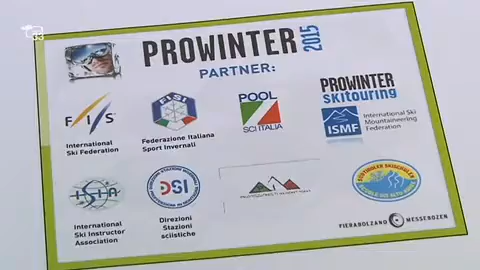 33
PROWINTER 2015
PARTNER:
FIS
International
Ski Federation
FISI
Federazione Italiana
Sport Invernali
POOL
SCI ITALIA
PROWINTER
skitouring
ISMF
International Ski
Mountaineering
Federation
ISIA
International
Ski Instructor
Association
DSI
Direzioni
Stazioni
sciistiche
FIERABOLZANO MESSEBOZEN